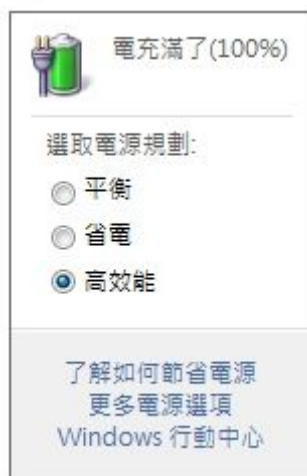 電充滿了(100%)
選取電源規劃:
平衡
省電
高效能
了解如何節省電源
更多電源選項
Windows 行動中心